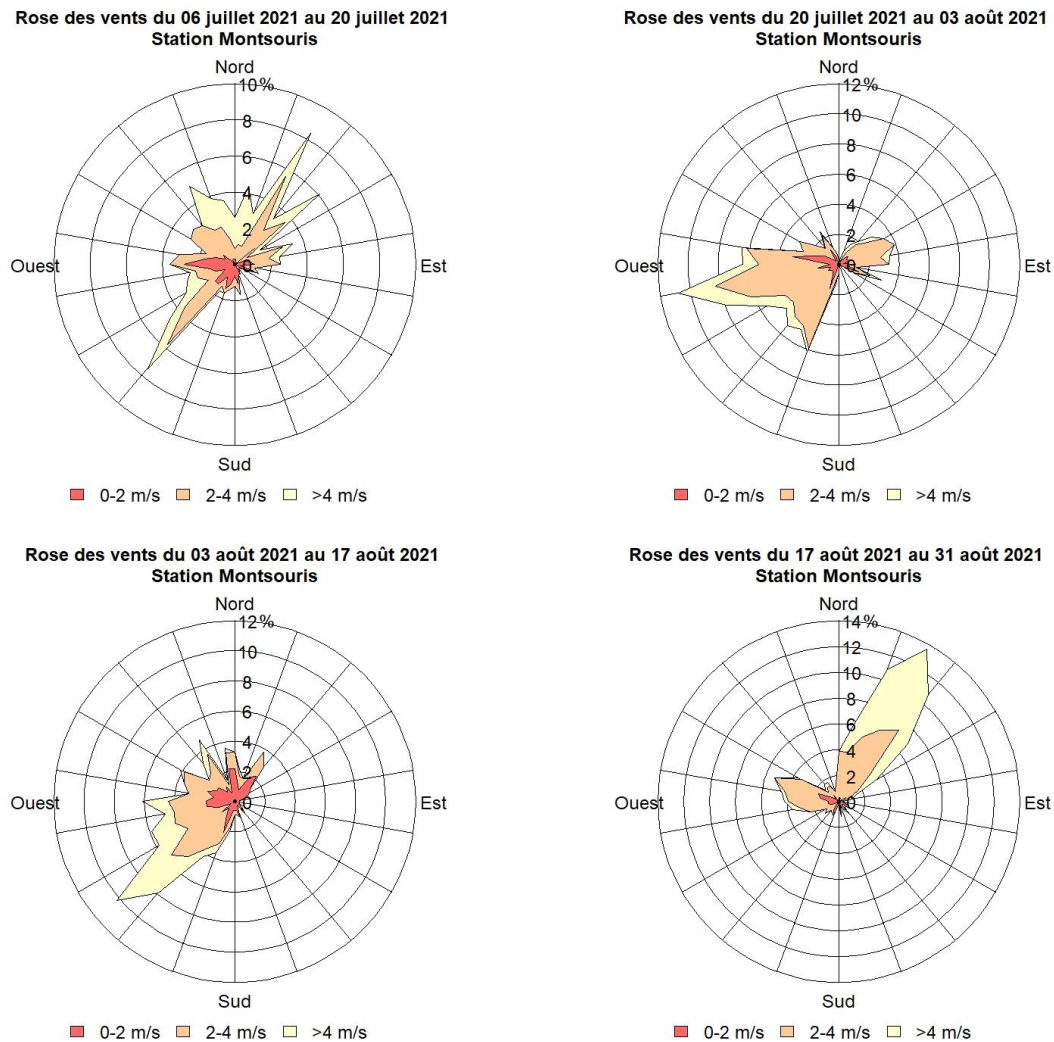 Rose des vents du 06 juillet 2021 au 20 juillet 2021
Station Montsouris
Nord
10%
8
6
4
2
0
Ouest
Est
Sud
0-2 m/s 2-4 m/s >4 m/s
Rose des vents du 20 juillet 2021 au 03 août 2021
Station Montsouris
Nord
12%
10
8
6
4
2
0
Ouest
Est
Sud
0-2 m/s 2-4 m/s >4 m/s
Rose des vents du 03 août 2021 au 17 août 2021
Station Montsouris
Nord
12%
10
8
6
4
2
0
Ouest
Est
Sud
0-2 m/s 2-4 m/s >4 m/s
Rose des vents du 17 août 2021 au 31 août 2021
Station Montsouris
Nord
14%
12
10
8
6
4
2
0
Ouest
Est
Sud
0-2 m/s 2-4 m/s >4 m/s